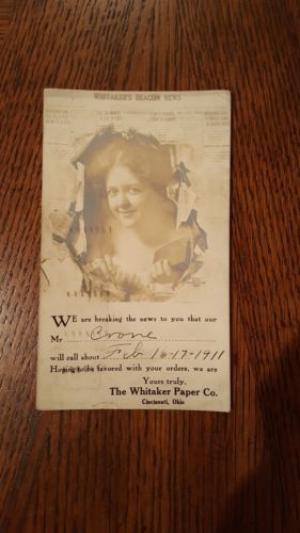 WHITAKER'S DEACON NEWS
WE are breaking the news to you that our
Mr Crone
will call about Feb 16-17-1911
Hoping to be favored with your orders, we are
Yours truly,
The Whitaker Paper Co.
Cincinnati, Ohio